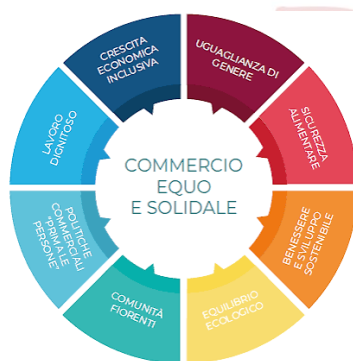 CRESCITA
ECONOMICA
INCLUSIVA
UGUAGLIANZA DI
GENERE
SICUREZZA
ALIMENTARE
BENESSERE
E SVILUPPO
SOSTENIBILE
EQUILIBRIO
ECOLOGICO
COMUNITÀ
FIORENTI
POLITICHE
COMMERCIALI
"PRIMA LE
PERSONE"
LAVORO
DIGNITOSO
COMMERCIO
EQUO
E SOLIDALE